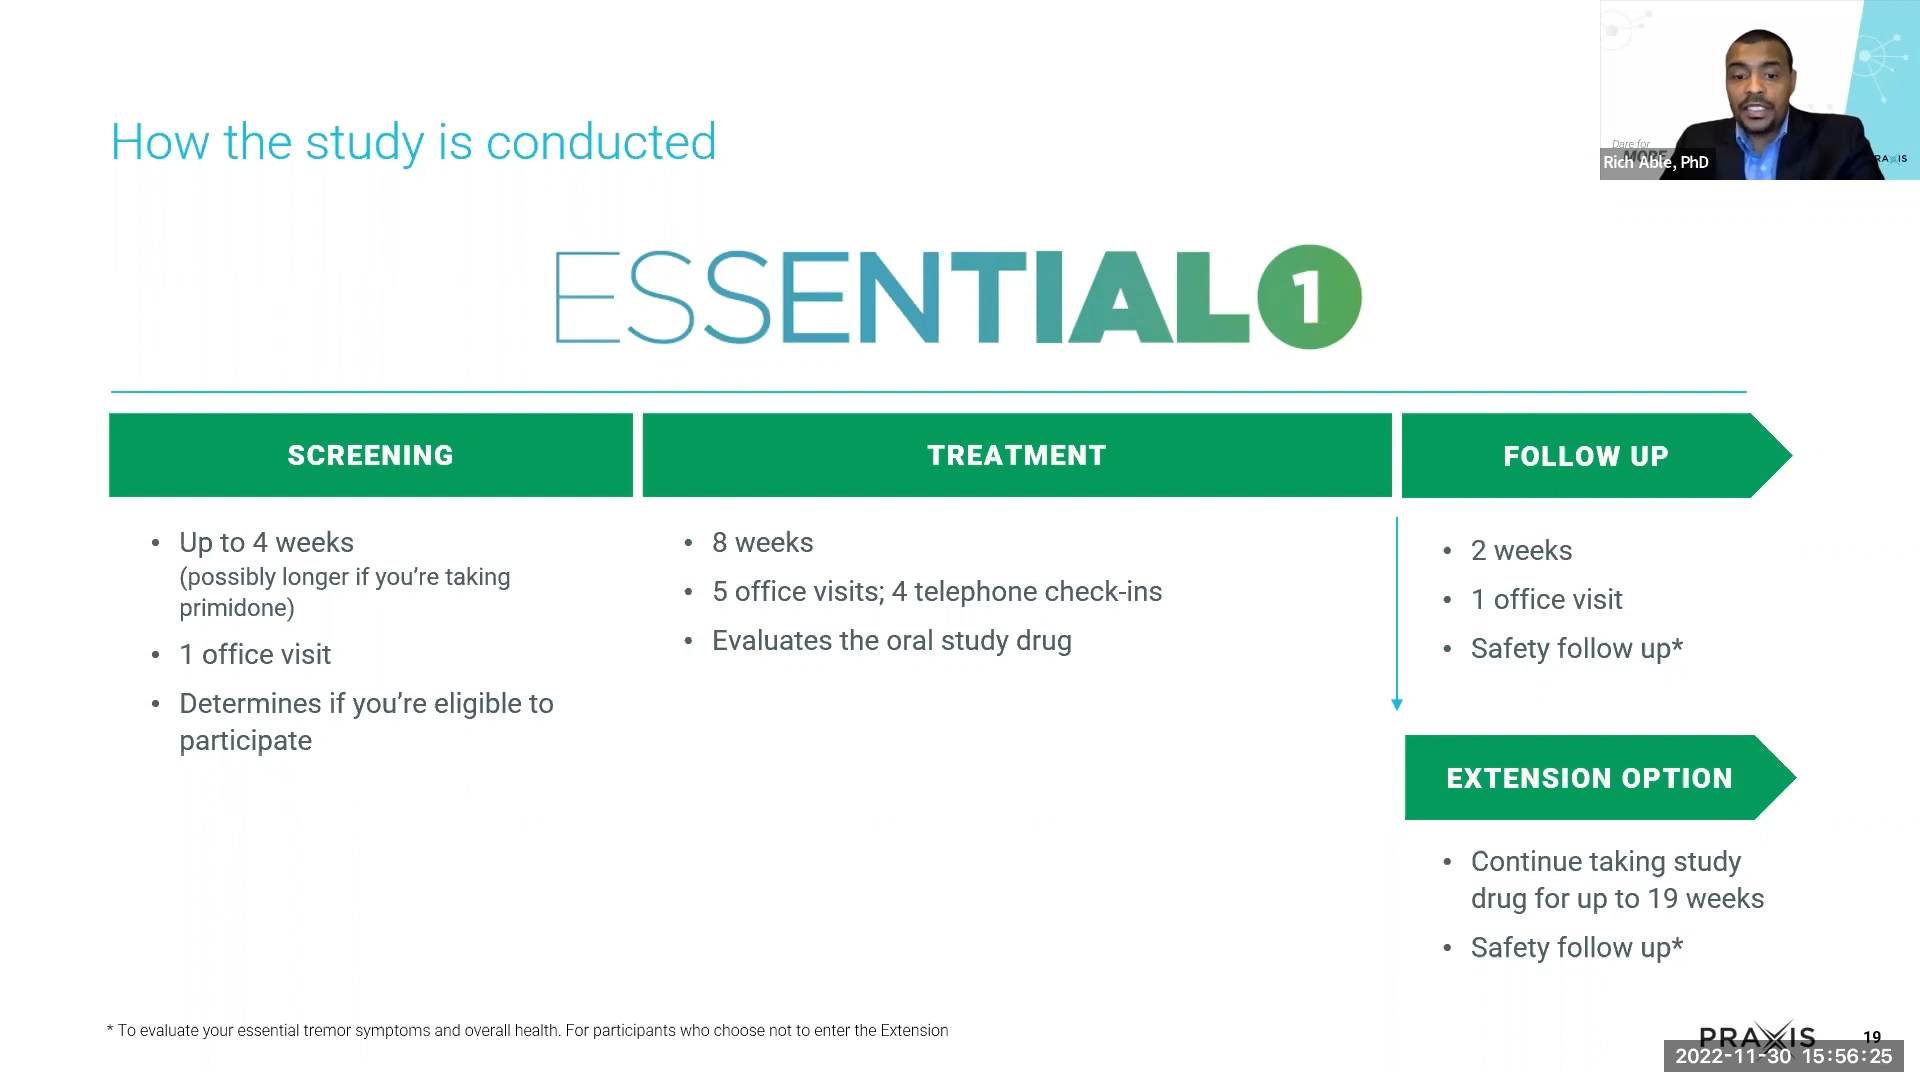 How the study is conducted
Dare for
MORE
Rich Able, PhD
RAXIS
ESSENTIAL1
SCREENING
TREATMENT
FOLLOW UP
• Up to 4 weeks
(possibly longer if you're taking
primidone)
• 1 office visit
• Determines if you're eligible to
participate
• 8 weeks
• 5 office visits; 4 telephone check-ins
• Evaluates the oral study drug
• 2 weeks
• 1 office visit
• Safety follow up*
EXTENSION OPTION
• Continue taking study
drug for up to 19 weeks
• Safety follow up*
* To evaluate your essential tremor symptoms and overall health. For participants who choose not to enter the Extension
PRAXIS
19
2022-11-30 15:56:25